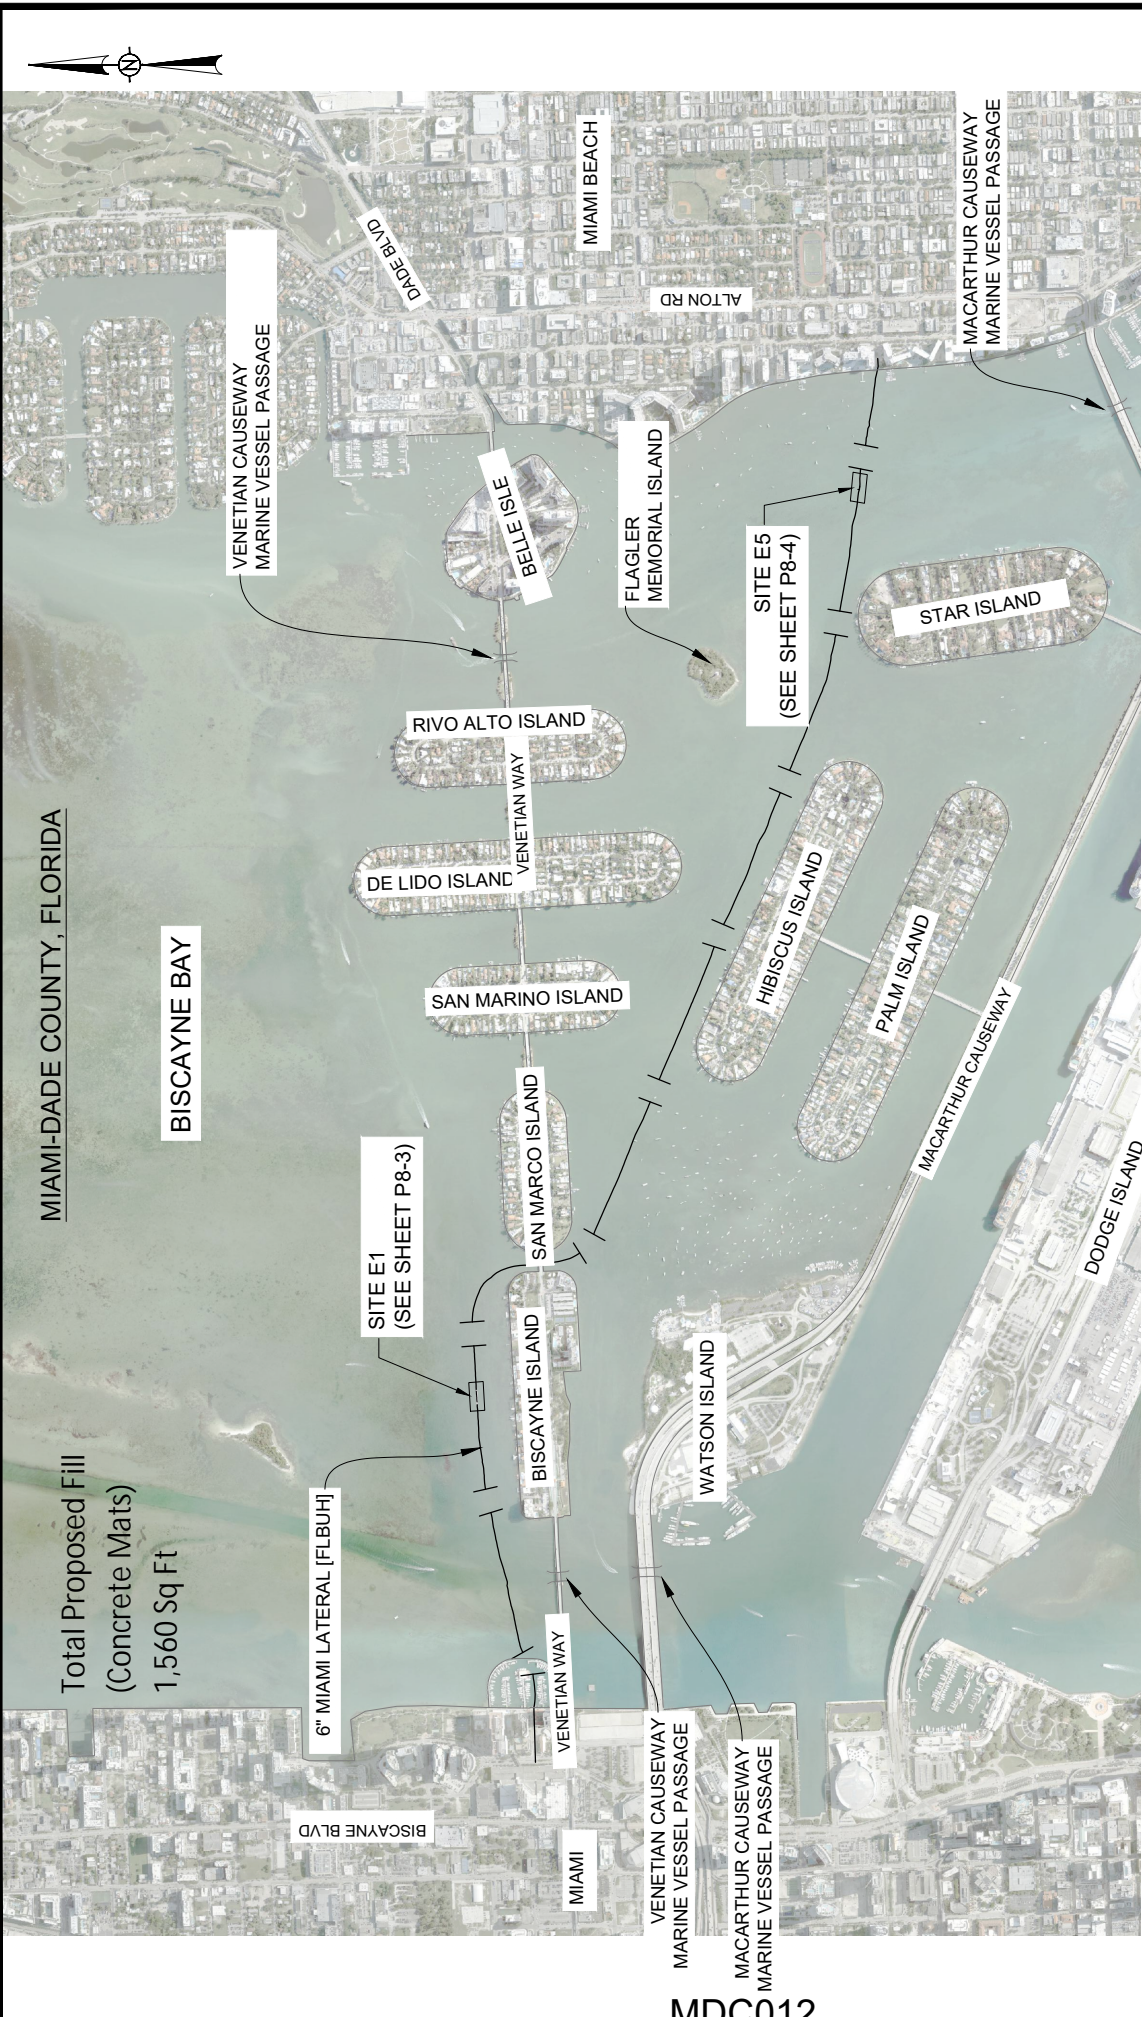 N
MIAMI-DADE COUNTY, FLORIDA
BISCAYNE BAY
Total Proposed Fill
(Concrete Mats)
1,560 Sq Ft
6" MIAMI LATERAL [FLBUH]
SITE E1
(SEE SHEET P8-3)
VENETIAN CAUSEWAY
MARINE VESSEL PASSAGE
DADE BLVD
MIAMI BEACH
ALTON RD
MACARTHUR CAUSEWAY
MARINE VESSEL PASSAGE
BELLE ISLE
FLAGLER
MEMORIAL ISLAND
SITE E5
(SEE SHEET P8-4)
STAR ISLAND
RIVO ALTO ISLAND
VENETIAN WAY
DE LIDO ISLAND
SAN MARINO ISLAND
SAN MARCO ISLAND
BISCAYNE ISLAND
HIBISCUS ISLAND
PALM ISLAND
MACARTHUR CAUSEWAY
DODGE ISLAND
WATSON ISLAND
VENETIAN WAY
BISCAYNE BLVD
MIAMI
VENETIAN CAUSEWAY
MARINE VESSEL PASSAGE
MACARTHUR CAUSEWAY
MARINE VESSEL PASSAGE
MDC012